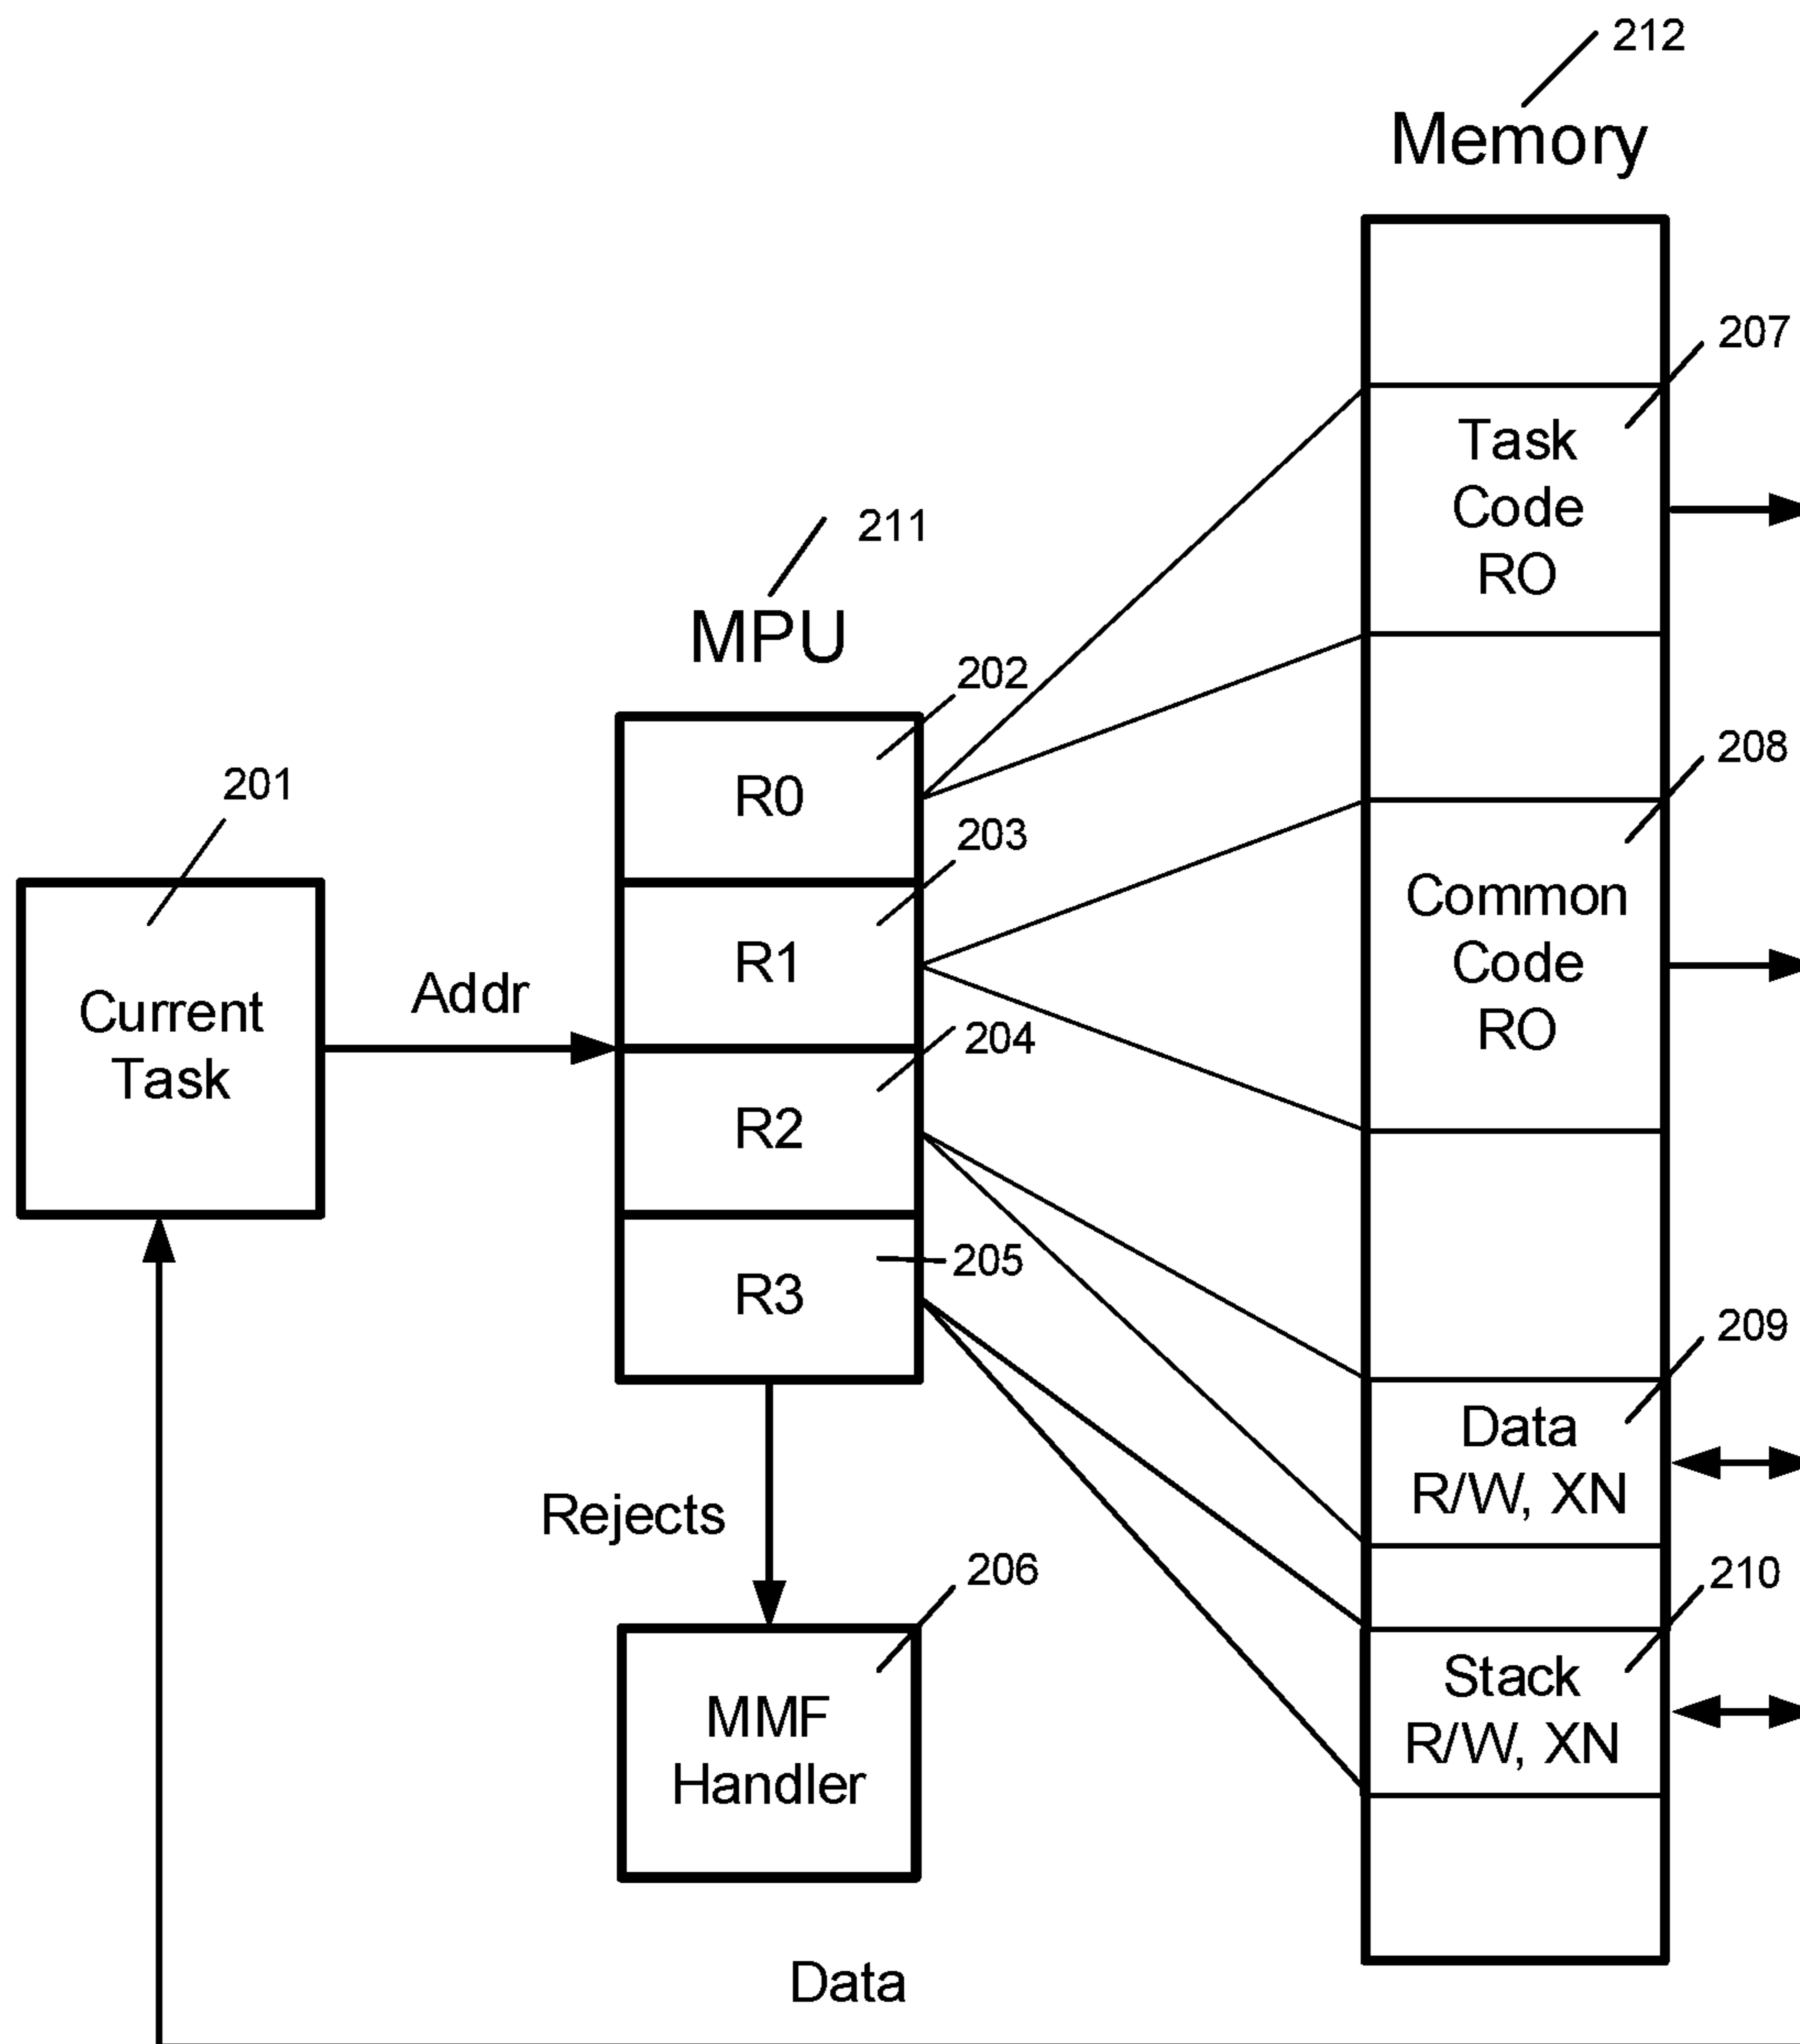 212
Memory
207
Task
Code
RO
211
MPU
202
R0
208
201
203
Common
Code
RO
R1
Addr
Current
Task
204
R2
205
R3
209
Data
R/W, XN
Rejects
206
210
MMF
Handler
Stack
R/W, XN
Data